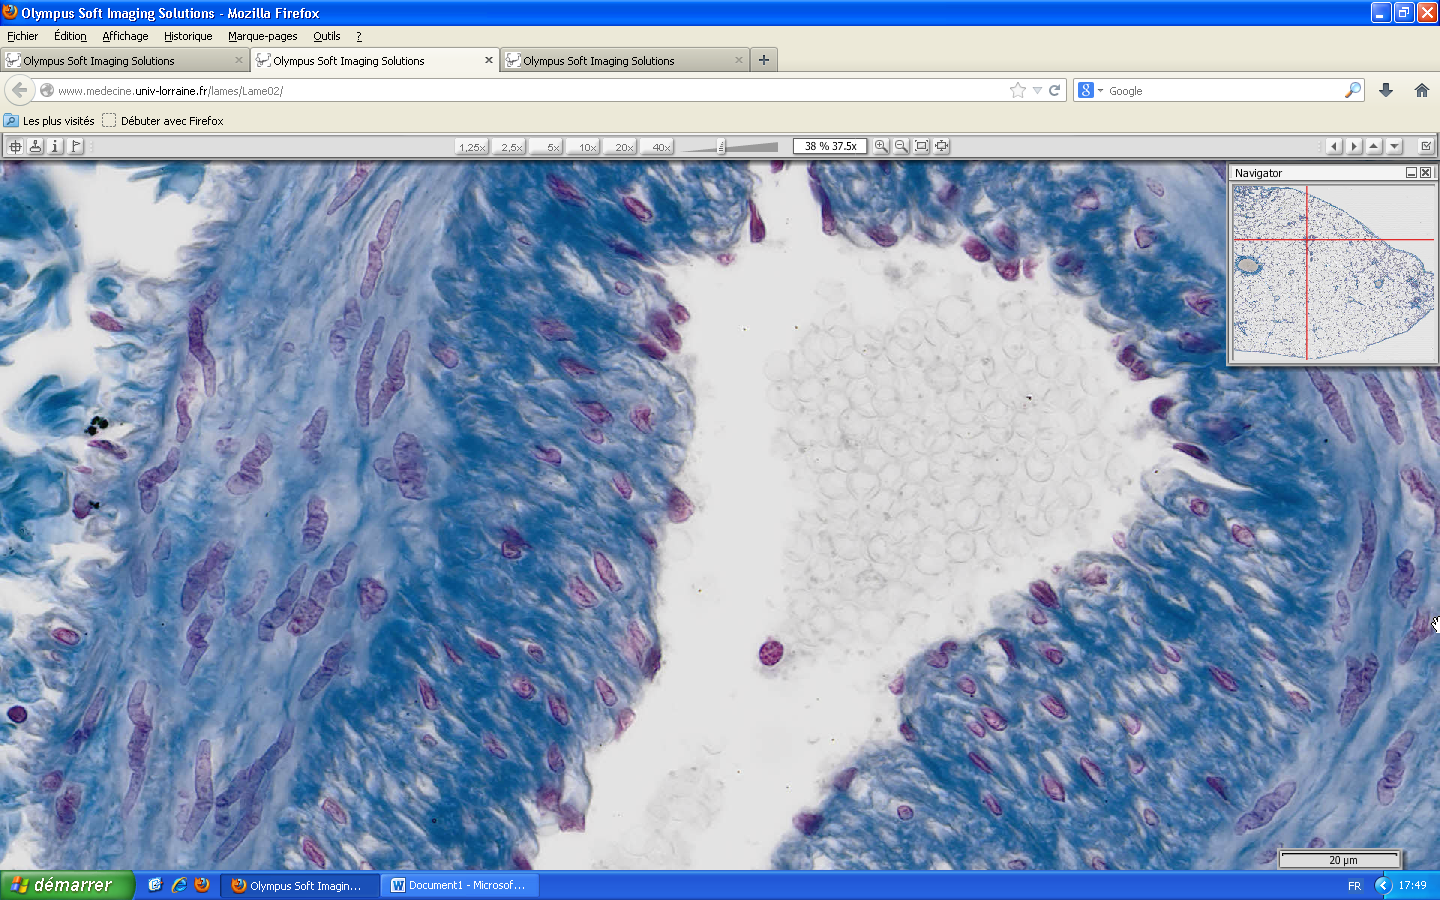 Olympus Soft Imaging Solutions - Mozilla Firefox
Fichier Édition Affichage Historique Marque-pages Outils ?
Olympus Soft Imaging Solutions Olympus Soft Imaging Solutions Olympus Soft Imaging Solutions
www.medecine.univ-lorraine.fr/lames/Lame02/ Google
Les plus visités Débuter avec Firefox
1,25x 2,5x 5x 10x 20x 40x 38 % 37.5x
Navigator
20 µm
démarrer Olympus Soft Imagin... Document1 - Microsof... FR 17:49